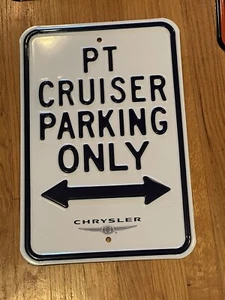 PT
CRUISER
PARKING
ONLY
CHRYSLER